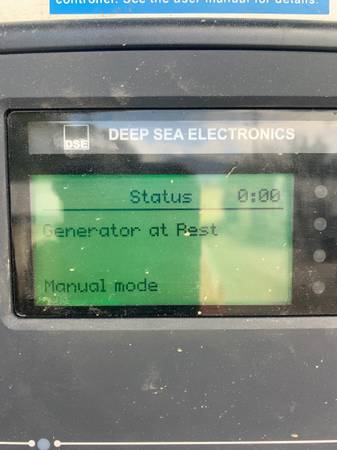 controller. See the user manual for details.
DSE
DEEP SEA ELECTRONICS
Status 0:00
Generator at Rest
Manual mode